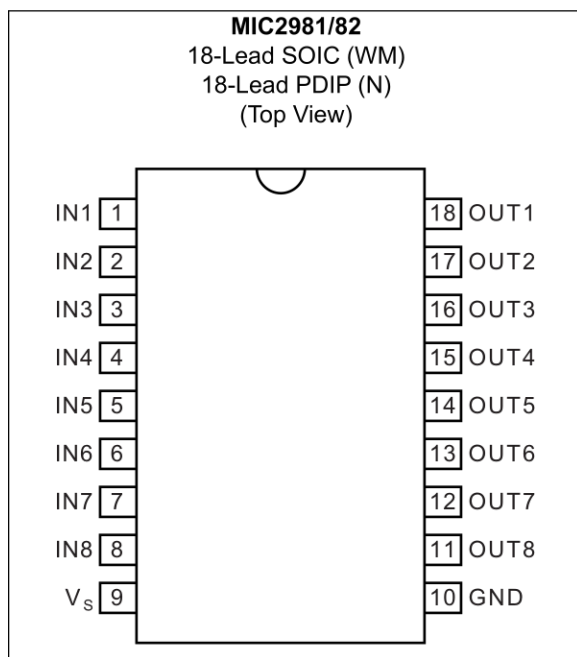 MIC2981/82
18-Lead SOIC (WM)
18-Lead PDIP (N)
(Top View)
IN1 1 18 OUT1
IN2 2 17 OUT2
IN3 3 16 OUT3
IN4 4 15 OUT4
IN5 5 14 OUT5
IN6 6 13 OUT6
IN7 7 12 OUT7
IN8 8 11 OUT8
VS 9 10 GND